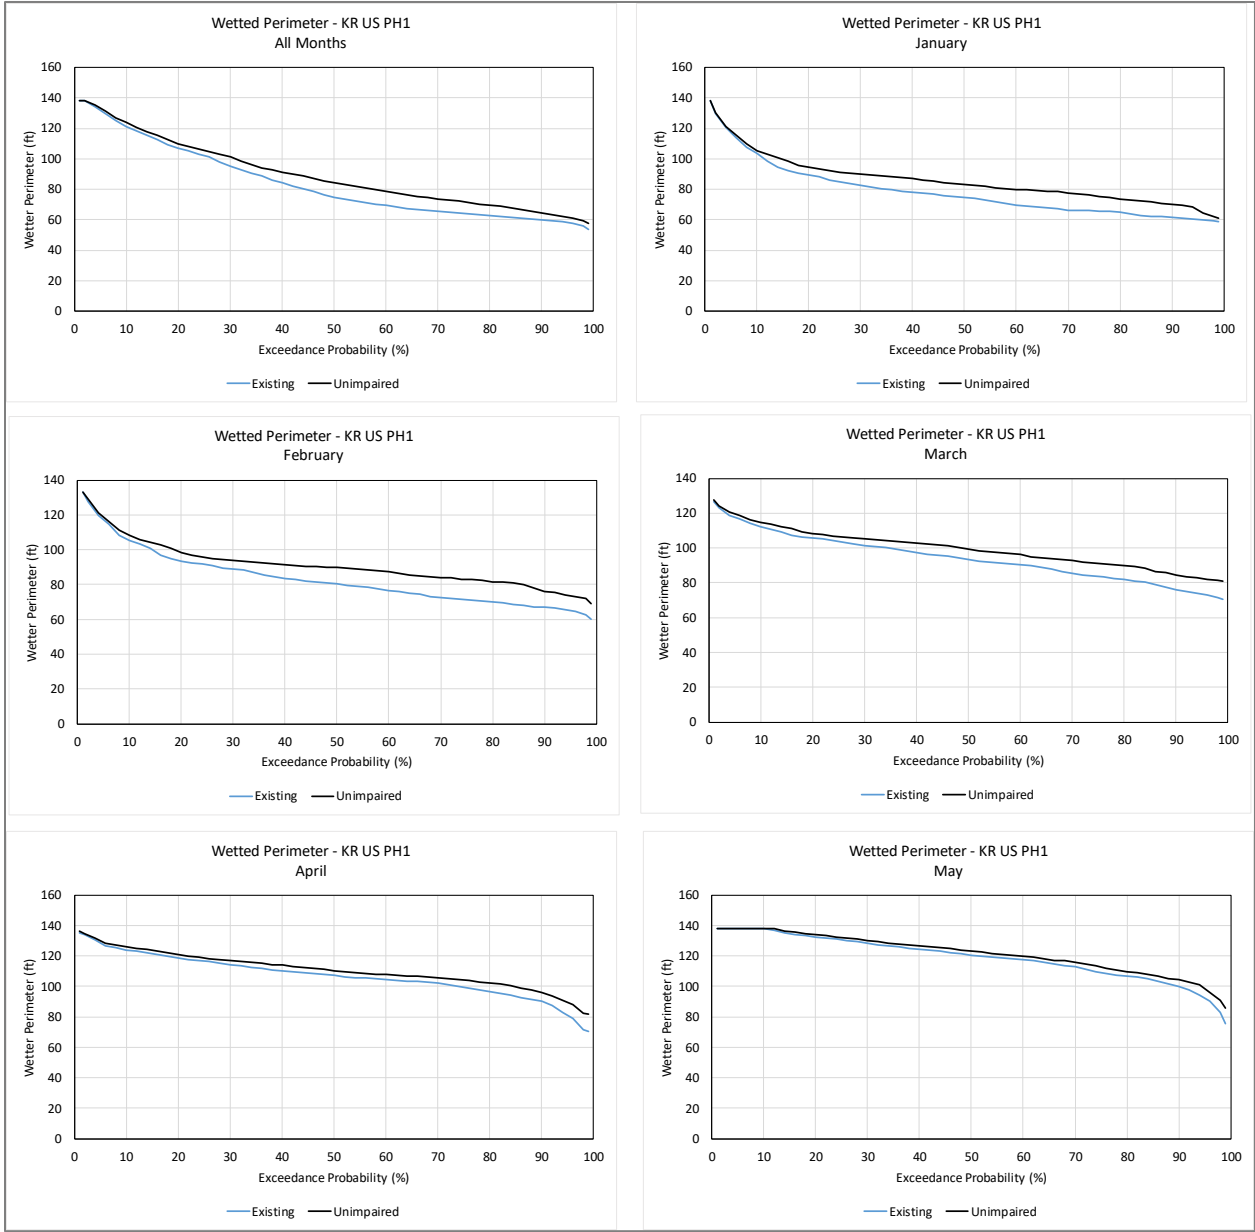 Wetted Perimeter - KR US PH1
All Months
160
140
120
100
80
60
40
20
0
Wetter Perimeter (ft)
0 10 20 30 40 50 60 70 80 90 100
Exceedance Probability (%)
Existing Unimpaired
Wetted Perimeter - KR US PH1
January
160
140
120
100
80
60
40
20
0
Wetter Perimeter (ft)
0 10 20 30 40 50 60 70 80 90 100
Exceedance Probability (%)
Existing Unimpaired
Wetted Perimeter - KR US PH1
February
140
120
100
80
60
40
20
0
Wetter Perimeter (ft)
0 10 20 30 40 50 60 70 80 90 100
Exceedance Probability (%)
Existing Unimpaired
Wetted Perimeter - KR US PH1
March
140
120
100
80
60
40
20
0
Wetter Perimeter (ft)
0 10 20 30 40 50 60 70 80 90 100
Exceedance Probability (%)
Existing Unimpaired
Wetted Perimeter - KR US PH1
April
160
140
120
100
80
60
40
20
0
Wetter Perimeter (ft)
0 10 20 30 40 50 60 70 80 90 100
Exceedance Probability (%)
Existing Unimpaired
Wetted Perimeter - KR US PH1
May
160
140
120
100
80
60
40
20
0
Wetter Perimeter (ft)
0 10 20 30 40 50 60 70 80 90 100
Exceedance Probability (%)
Existing Unimpaired